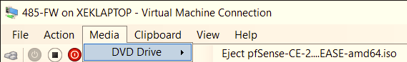 485-FW on XEKLAPTOP - Virtual Machine Connection
File Action Media Clipboard View Help
DVD Drive Eject pfSense-CE-2....EASE-amd64.iso